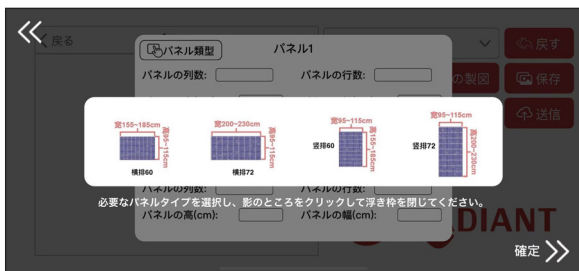 戻る
パネル類型
パネル1
戻す
パネルの列数:
パネルの行数:
の製図
保存
送信
宽155~185cm
高95~115cm
横排60
宽200~230cm
高95~115cm
横排72
宽95~115cm
高155~185cm
竖排60
宽95~115cm
高200~230cm
竖排72
パネルの列数:
パネルの行数:
必要なパネルタイプを選択し、影のところをクリックして浮き枠を閉じてください。
パネルの高(cm):
パネルの幅(cm):
DIANT
確定